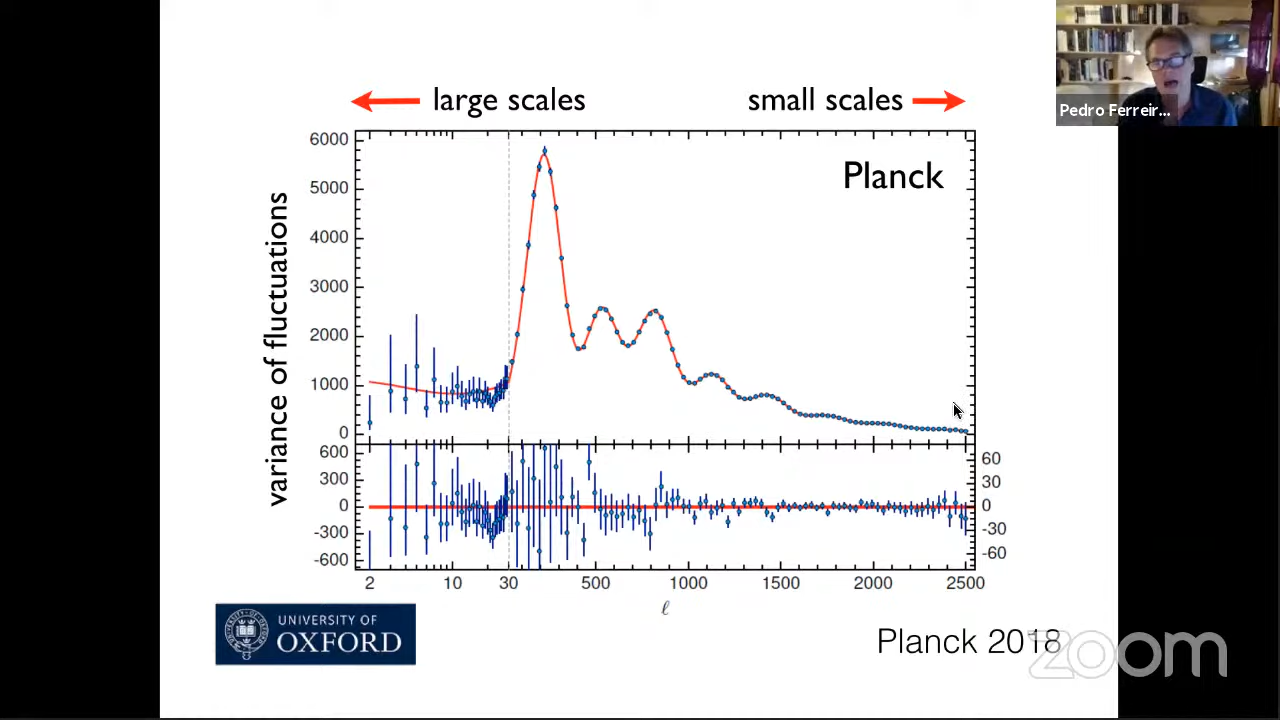 Pedro Ferreir...
large scales
small scales
Planck
variance of fluctuations
6000
5000
4000
3000
2000
1000
0
600
300
0
-300
-600
60
30
0
-30
-60
2 10 30 500 1000 1500 2000 2500
ℓ
UNIVERSITY OF
OXFORD
Planck 2018
zoom